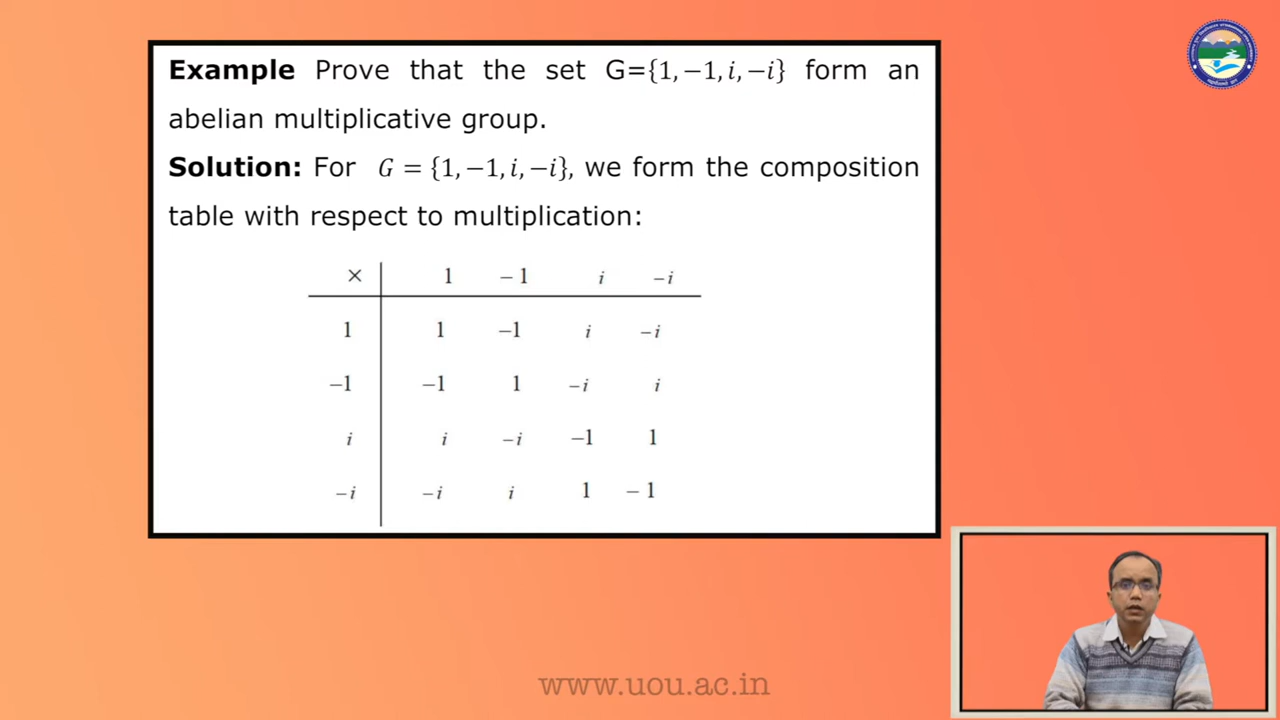 Example Prove that the set G={1,−1,i,−i} form an
abelian multiplicative group.
Solution: For G = {1,−1,i,−i}, we form the composition
table with respect to multiplication:
× 1 – 1 i –i
1 1 –1 i –i
–1 –1 1 –i i
i i –i –1 1
–i –i i 1 – 1
www.uou.ac.in